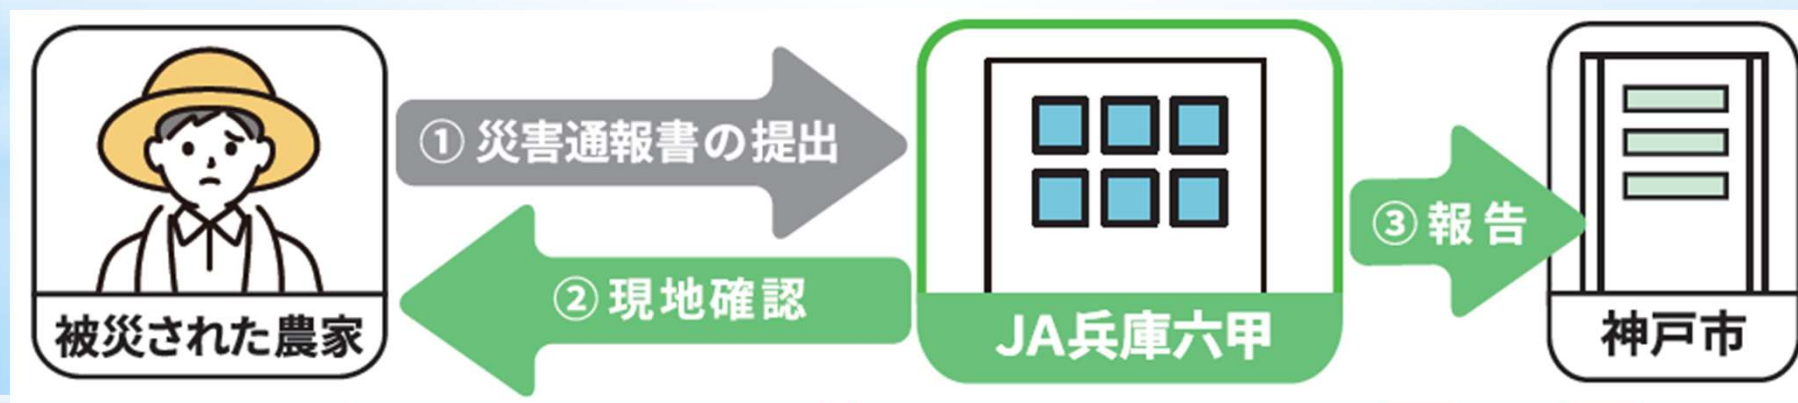 ①災害通報書の提出
②現地確認
③報告
被災された農家
JA兵庫六甲
神戸市